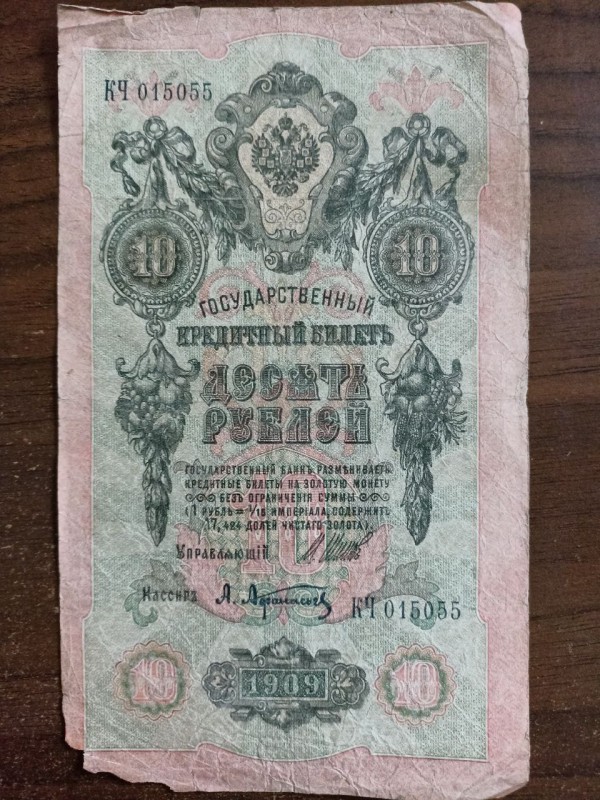 КЧ 015055
10 10
ГОСУДАРСТВЕННЫЙ
КРЕДИТНЫЙ БИЛЕТЪ
ДЕСЯТЬ
РУБЛЕЙ
ГОСУДАРСТВЕННЫЙ БАНКЪ РАЗМѢНИВАЕТЪ
КРЕДИТНЫЕ БИЛЕТЫ НА ЗОЛОТУЮ МОНЕТУ
БЕЗЪ ОГРАНИЧЕНІЯ СУММЫ
(1 РУБЛЬ = 1/15 ИМПЕРІАЛА, СОДЕРЖИТЪ
17,424 ДОЛЕЙ ЧИСТАГО ЗОЛОТА).
10
УПРАВЛЯЮЩІЙ
Кассиръ А. Афанасьевъ КЧ 015055
10 1909 10